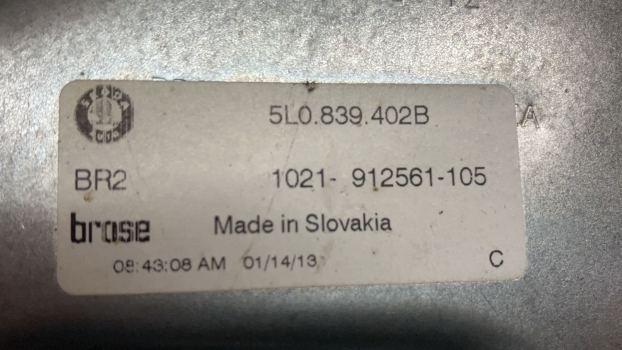 5L0.839.402B
BR2 1021- 912561-105
brose Made in Slovakia
08:43:08 AM 01/14/13 C